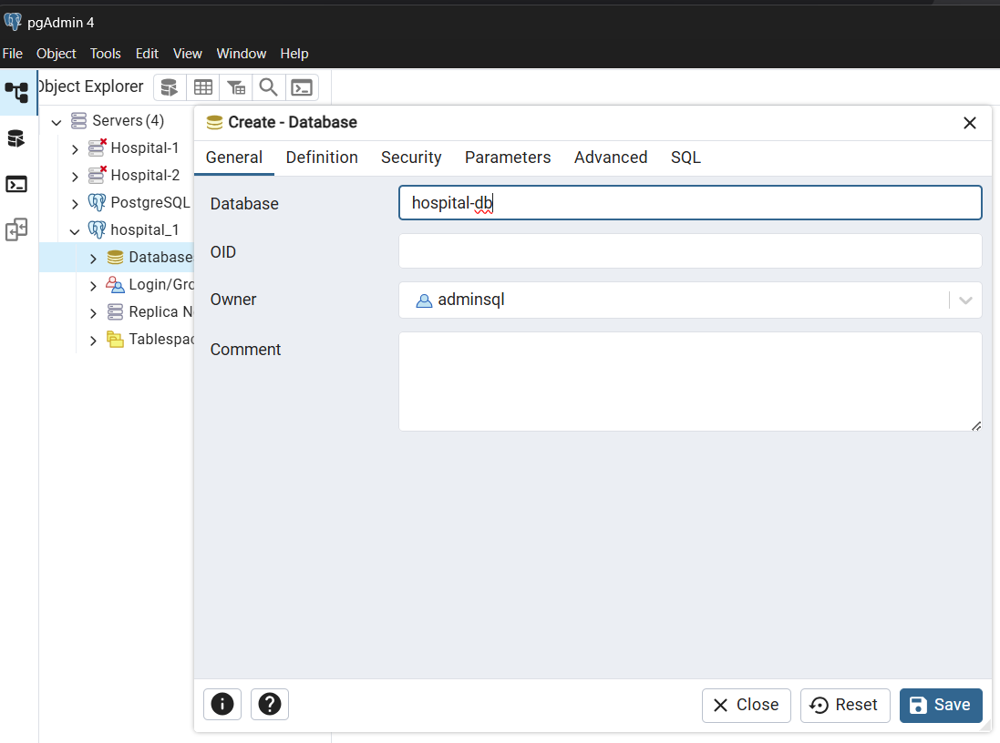 pgAdmin 4
File Object Tools Edit View Window Help
Object Explorer
Servers (4)
Hospital-1
Hospital-2
PostgreSQL
hospital_1
Database
Login/Gro
Replica N
Tablespac
Create - Database
General Definition Security Parameters Advanced SQL
Database hospital-db
OID
Owner adminsql
Comment
Close Reset Save